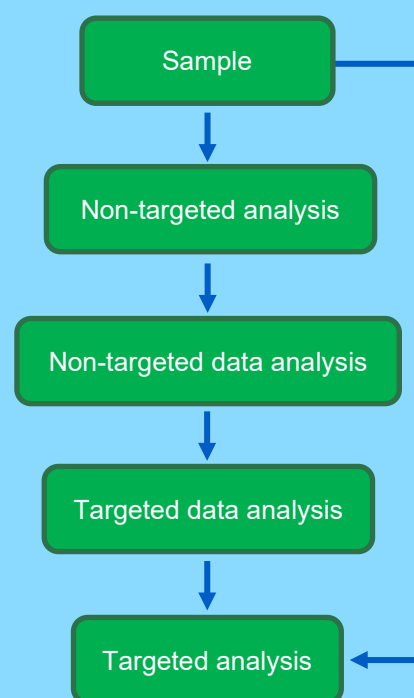 Sample
Non-targeted analysis
Non-targeted data analysis
Targeted data analysis
Targeted analysis